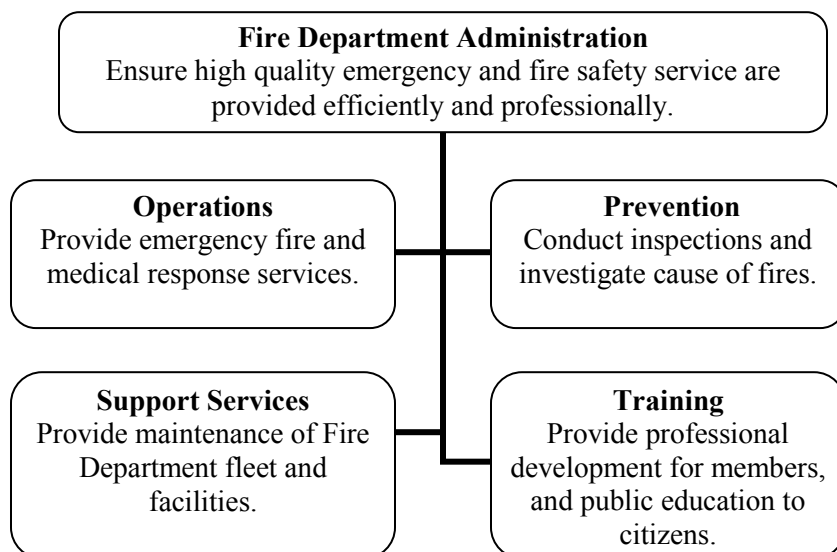 Fire Department Administration
Ensure high quality emergency and fire safety service are
provided efficiently and professionally.
Operations
Provide emergency fire and
medical response services.
Prevention
Conduct inspections and
investigate cause of fires.
Support Services
Provide maintenance of Fire
Department fleet and
facilities.
Training
Provide professional
development for members,
and public education to
citizens.